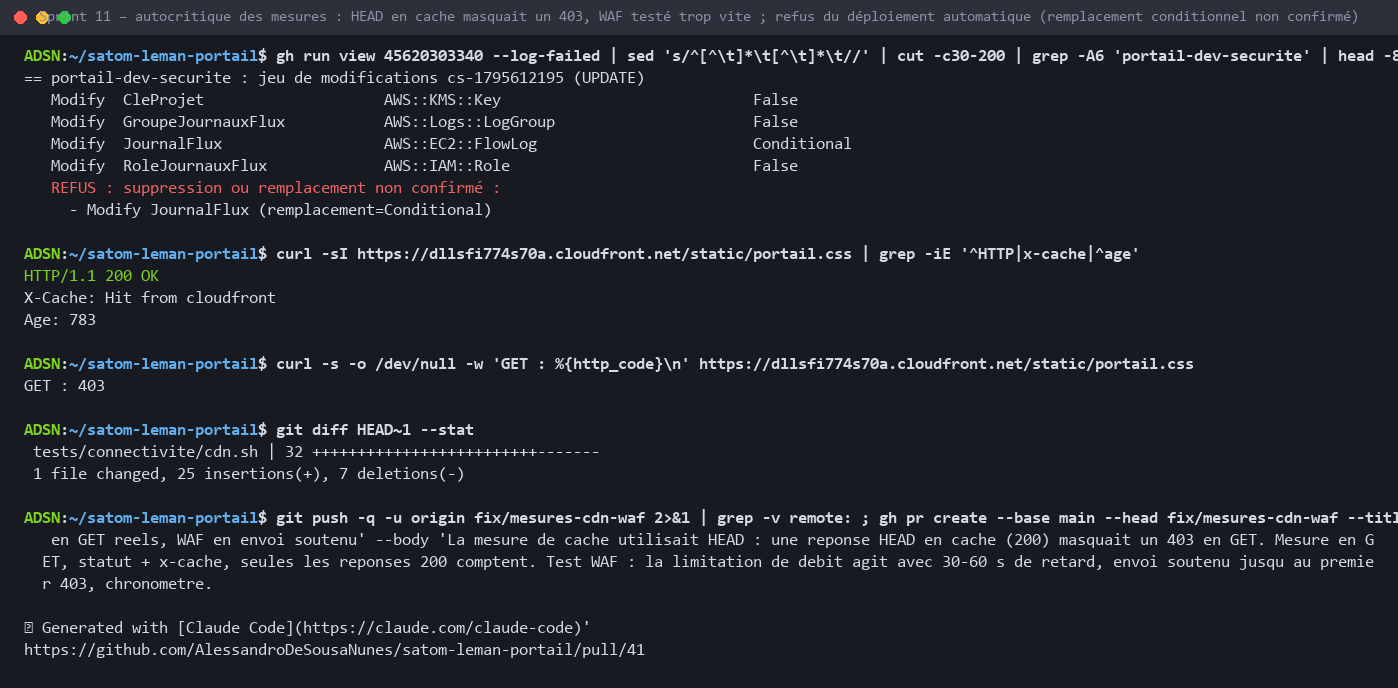 Sprint 11 – autocritique des mesures : HEAD en cache masquait un 403, WAF testé trop vite ; refus du déploiement automatique (remplacement conditionnel non confirmé)
ADSN:~/satom-leman-portail$ gh run view 45620303340 --log-failed | sed 's/^[^\t]*\t[^\t]*\t//' | cut -c30-200 | grep -A6 'portail-dev-securite' | head -8
== portail-dev-securite : jeu de modifications cs-1795612195 (UPDATE)
Modify CleProjet AWS::KMS::Key False
Modify GroupeJournauxFlux AWS::Logs::LogGroup False
Modify JournalFlux AWS::EC2::FlowLog Conditional
Modify RoleJournauxFlux AWS::IAM::Role False
REFUS : suppression ou remplacement non confirmé :
- Modify JournalFlux (remplacement=Conditional)
ADSN:~/satom-leman-portail$ curl -sI https://dllsfi774s70a.cloudfront.net/static/portail.css | grep -iE '^HTTP|x-cache|^age'
HTTP/1.1 200 OK
X-Cache: Hit from cloudfront
Age: 783
ADSN:~/satom-leman-portail$ curl -s -o /dev/null -w 'GET : %{http_code}\n' https://dllsfi774s70a.cloudfront.net/static/portail.css
GET : 403
ADSN:~/satom-leman-portail$ git diff HEAD~1 --stat
tests/connectivite/cdn.sh | 32 +++++++++++++++++++++++++-------
1 file changed, 25 insertions(+), 7 deletions(-)
ADSN:~/satom-leman-portail$ git push -q -u origin fix/mesures-cdn-waf 2>&1 | grep -v remote: ; gh pr create --base main --head fix/mesures-cdn-waf --titl
en GET reels, WAF en envoi soutenu' --body 'La mesure de cache utilisait HEAD : une reponse HEAD en cache (200) masquait un 403 en GET. Mesure en G
ET, statut + x-cache, seules les reponses 200 comptent. Test WAF : la limitation de debit agit avec 30-60 s de retard, envoi soutenu jusqu au premie
r 403, chronometre.
Generated with [Claude Code](https://claude.com/claude-code)'
https://github.com/AlessandroDeSousaNunes/satom-leman-portail/pull/41